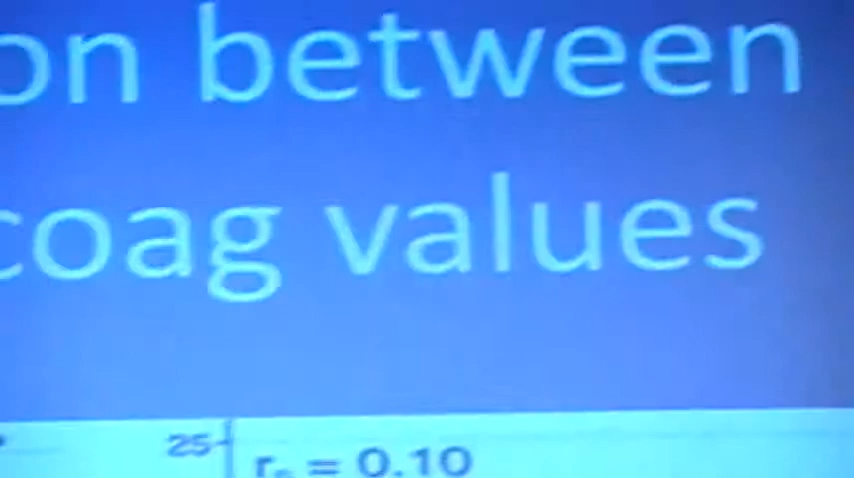 on between
coag values
25
= 0.10